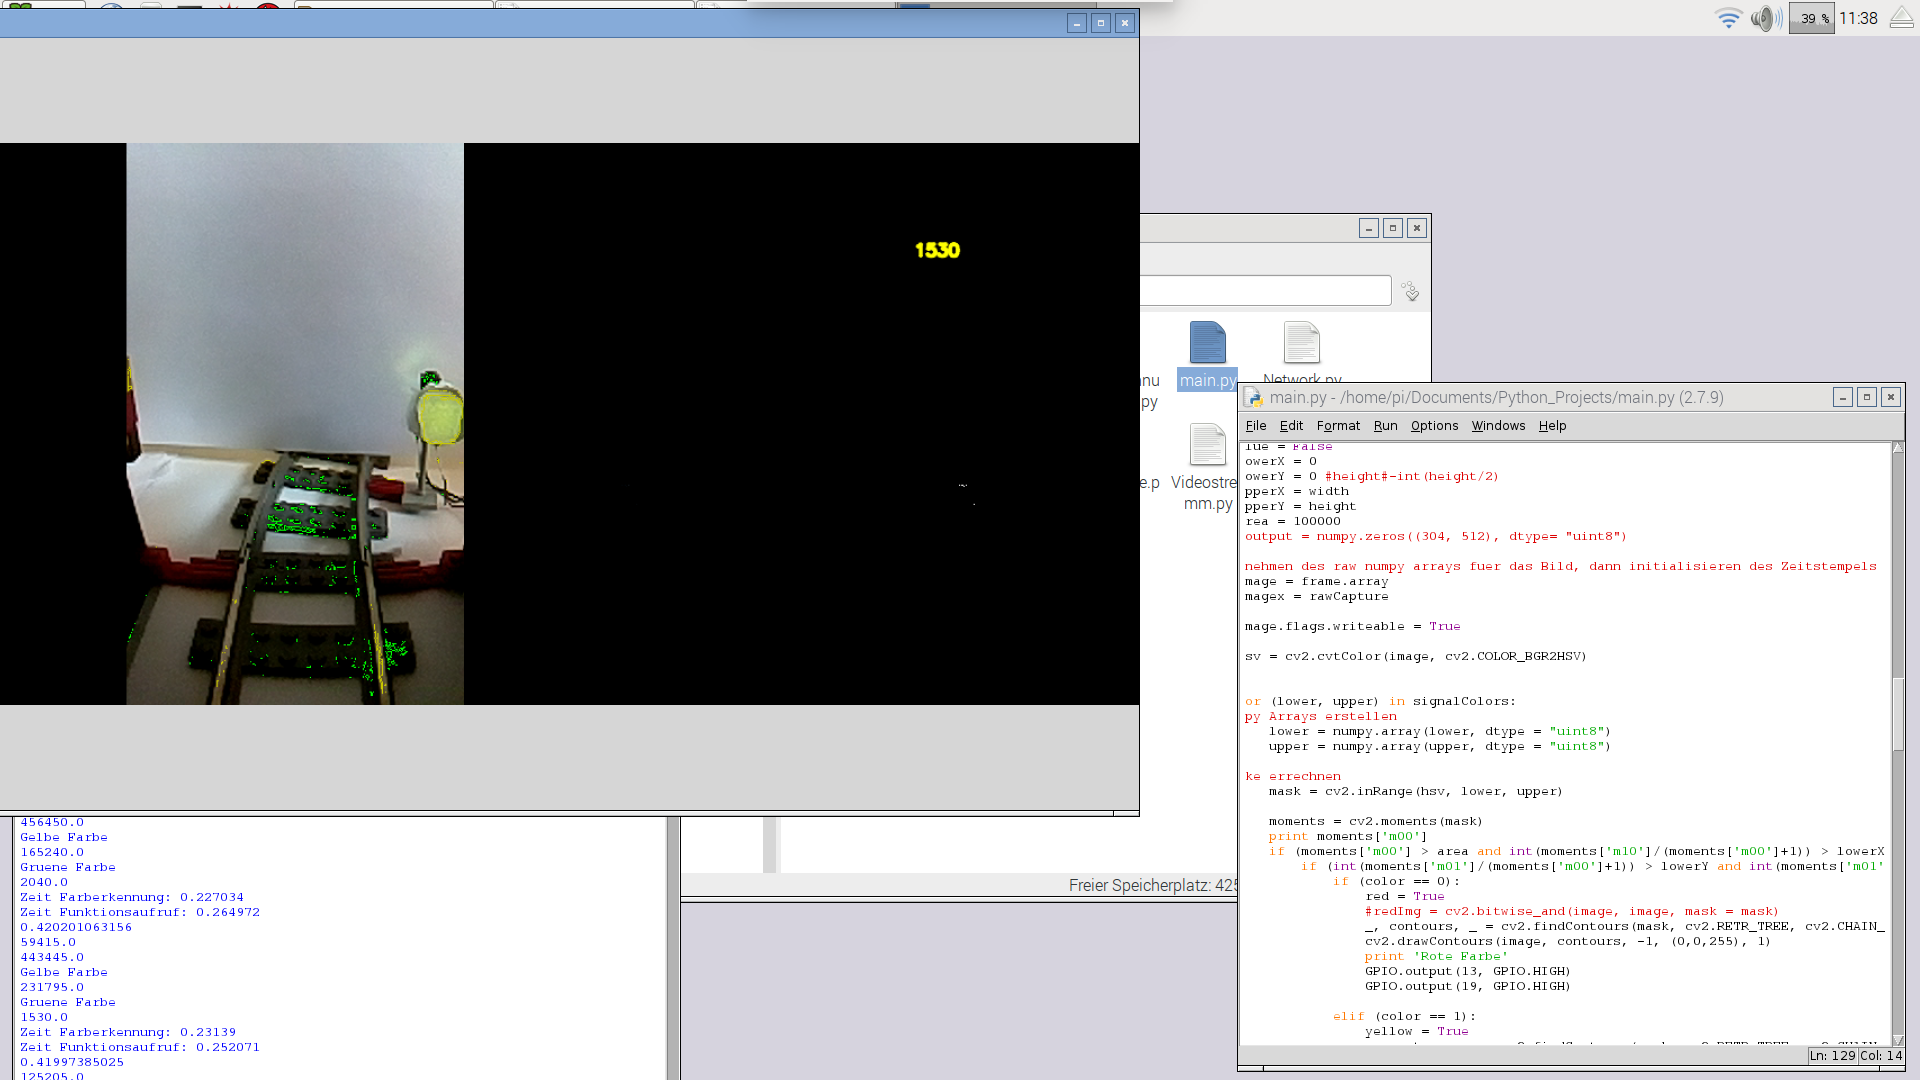 39 %
11:38
1530
main.py
Network.py
py
Videostre
mm.py
e.p
main.py - /home/pi/Documents/Python_Projects/main.py (2.7.9)
File Edit Format Run Options Windows Help
lue = False
owerX = 0
owerY = 0 #height#-int(height/2)
pperX = width
pperY = height
rea = 100000
output = numpy.zeros((304, 512), dtype= "uint8")
nehmen des raw numpy arrays fuer das Bild, dann initialisieren des Zeitstempels
mage = frame.array
magex = rawCapture
mage.flags.writeable = True
sv = cv2.cvtColor(image, cv2.COLOR_BGR2HSV)
or (lower, upper) in signalColors:
py Arrays erstellen
lower = numpy.array(lower, dtype = "uint8")
upper = numpy.array(upper, dtype = "uint8")
ke errechnen
mask = cv2.inRange(hsv, lower, upper)
moments = cv2.moments(mask)
print moments['m00']
if (moments['m00'] > area and int(moments['m10']/(moments['m00']+1)) > lowerX
if (int(moments['m01']/(moments['m00']+1)) > lowerY and int(moments['m01'
if (color == 0):
red = True
#redImg = cv2.bitwise_and(image, image, mask = mask)
_, contours, _ = cv2.findContours(mask, cv2.RETR_TREE, cv2.CHAIN_
cv2.drawContours(image, contours, -1, (0,0,255), 1)
print 'Rote Farbe'
GPIO.output(13, GPIO.HIGH)
GPIO.output(19, GPIO.HIGH)
elif (color == 1):
yellow = True
Ln: 129 Col: 14
Freier Speicherplatz: 425
456450.0
Gelbe Farbe
165240.0
Gruene Farbe
2040.0
Zeit Farberkennung: 0.227034
Zeit Funktionsaufruf: 0.264972
0.420201063156
59415.0
443445.0
Gelbe Farbe
231795.0
Gruene Farbe
1530.0
Zeit Farberkennung: 0.23139
Zeit Funktionsaufruf: 0.252071
0.41997385025
125205.0